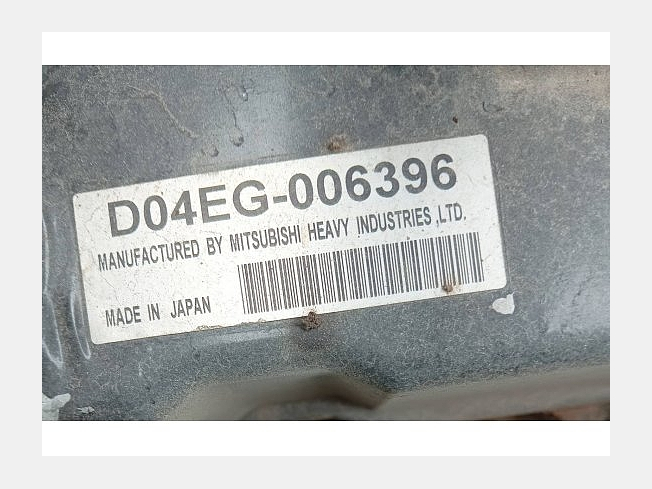 D04EG-006396
MANUFACTURED BY MITSUBISHI HEAVY INDUSTRIES ,LTD.
MADE IN JAPAN